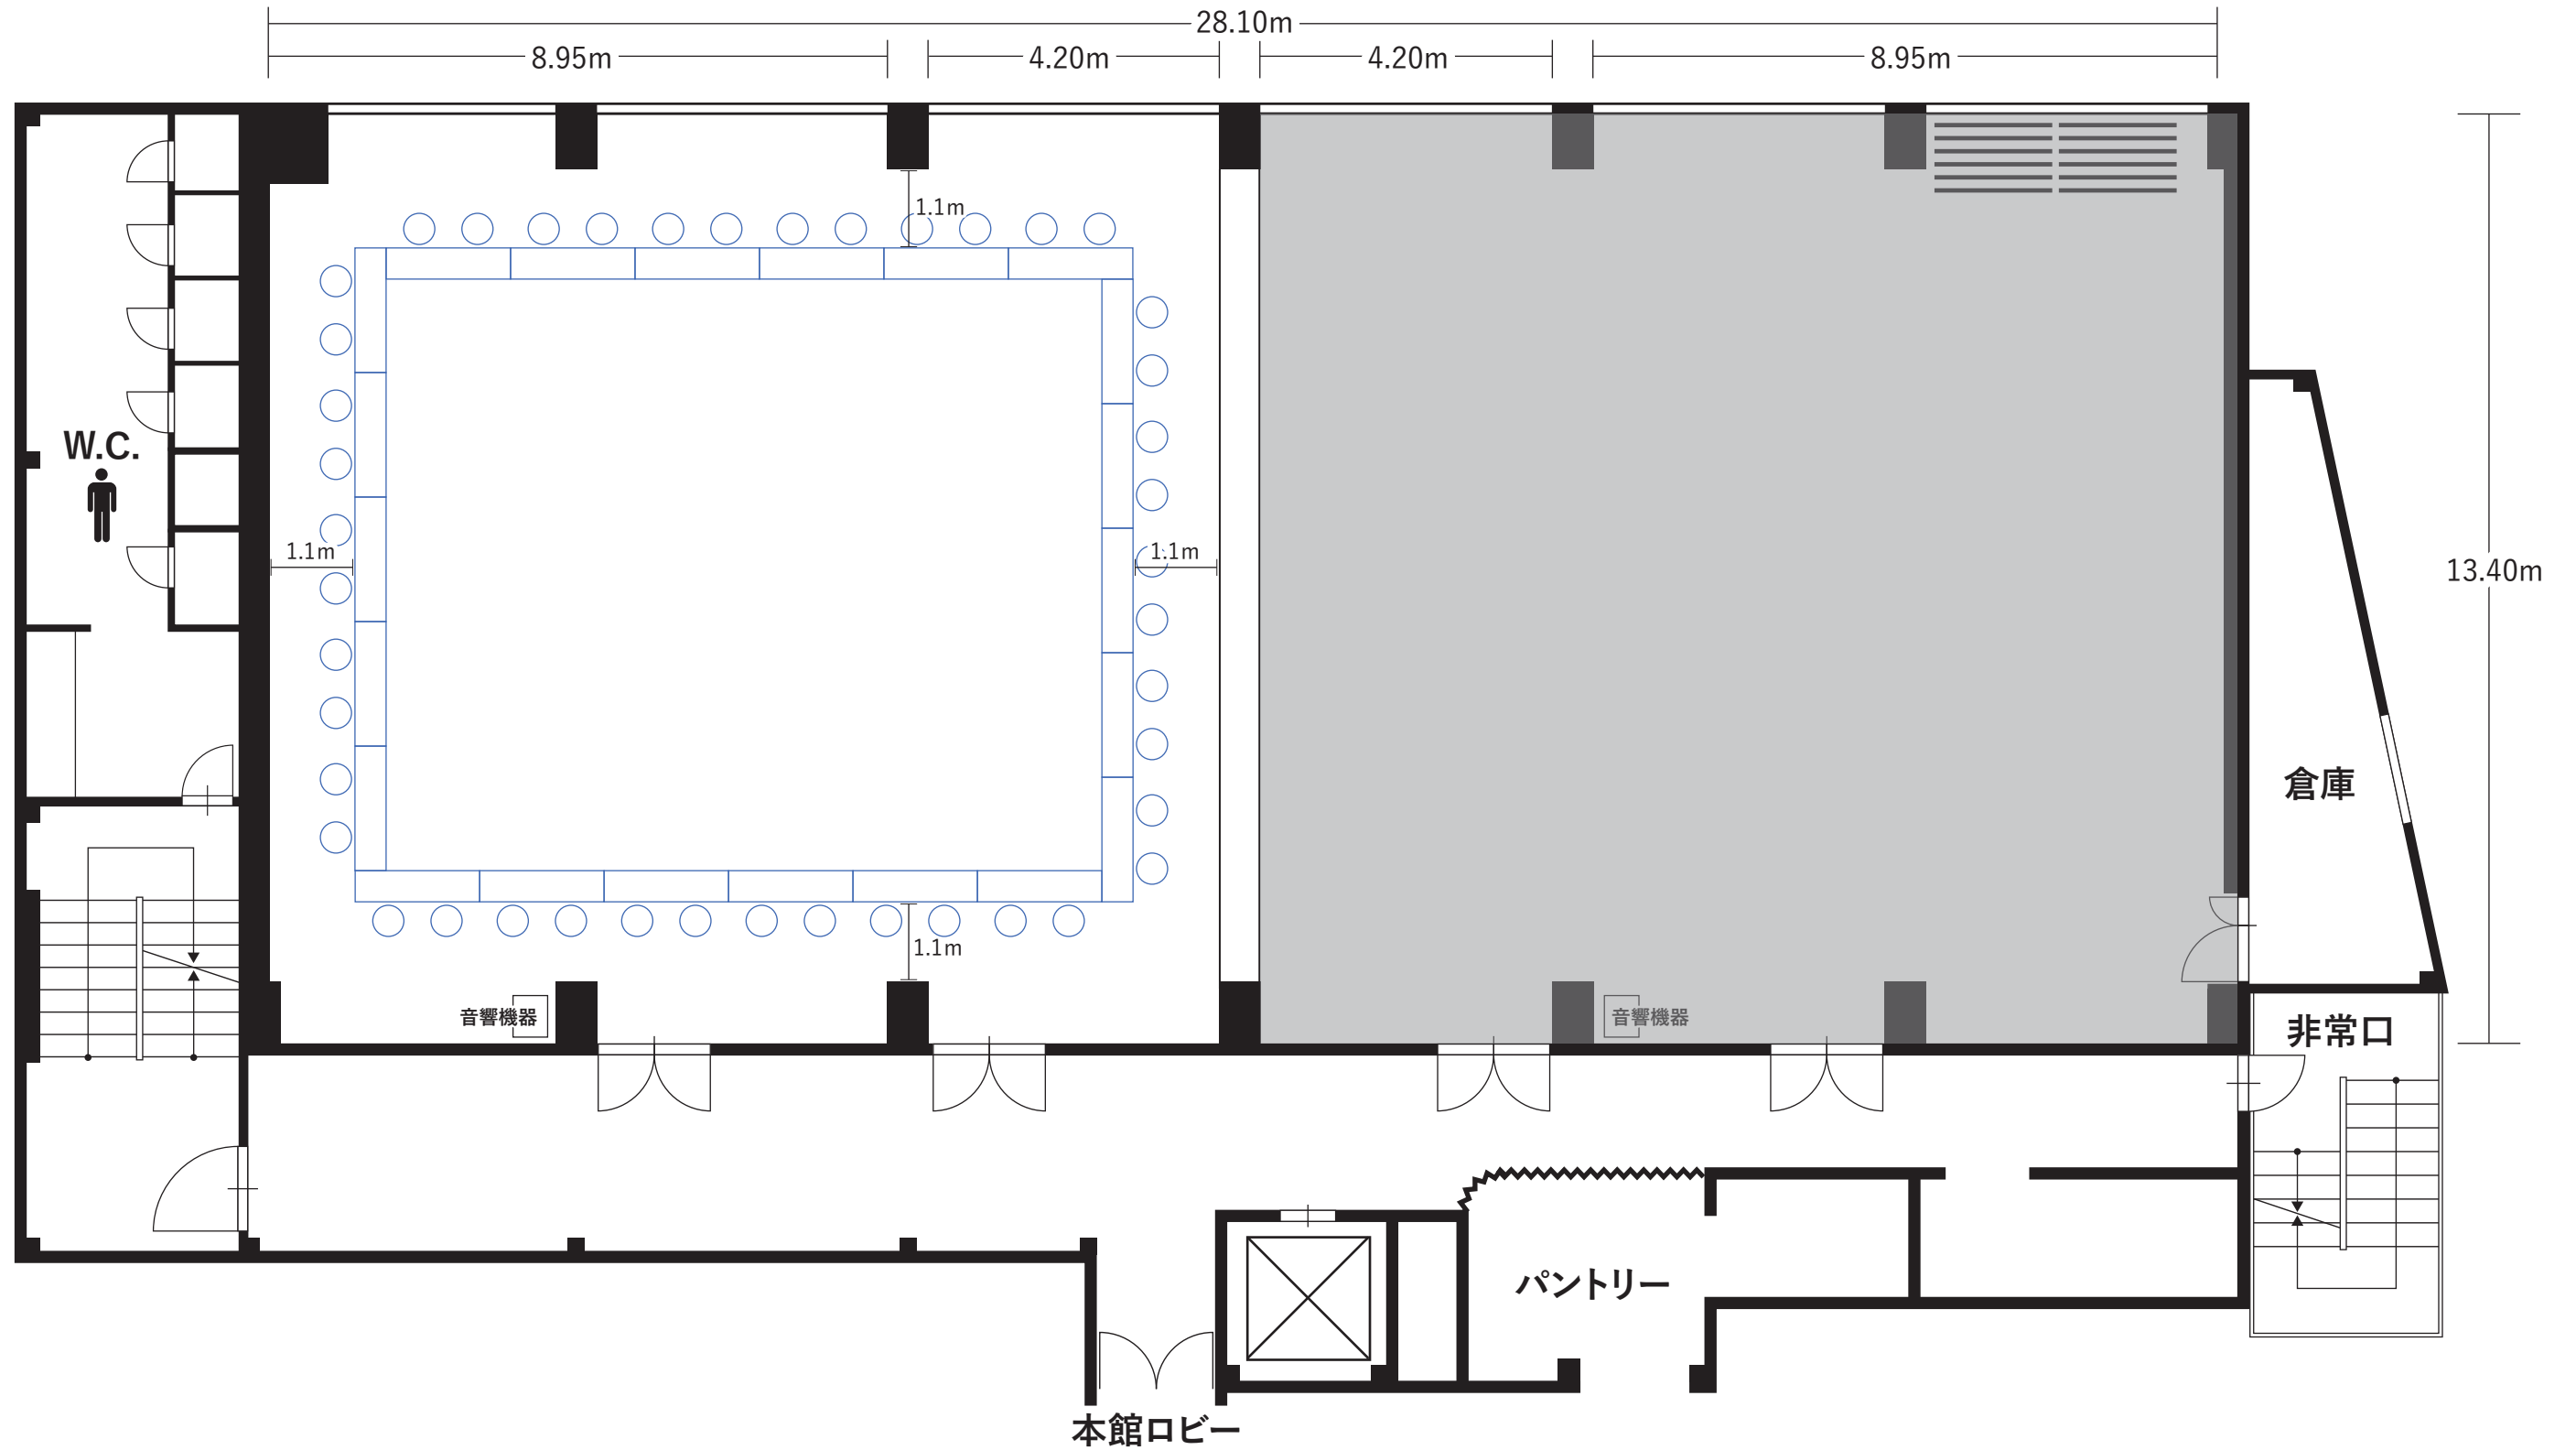 28.10m
8.95m
4.20m
4.20m
8.95m
1.1m
W.C.
1.1m
1.1m
13.40m
倉庫
1.1m
音響機器
音響機器
非常口
パントリー
本館ロビー